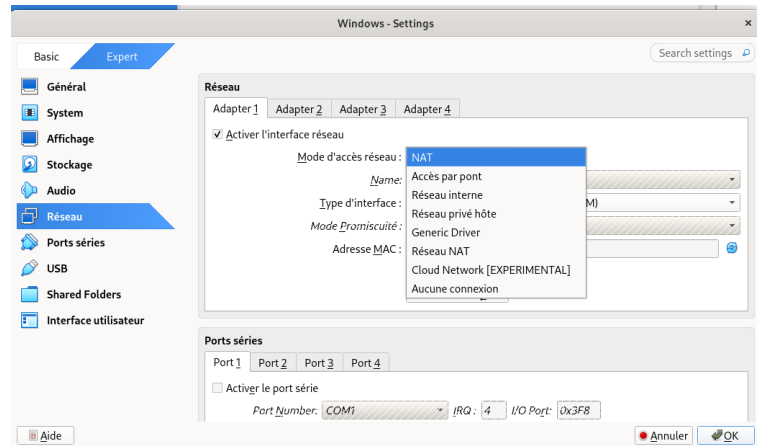 Windows - Settings
Basic Expert Search settings
Général
System
Affichage
Stockage
Audio
Réseau
Ports séries
USB
Shared Folders
Interface utilisateur
Réseau
Adapter 1 Adapter 2 Adapter 3 Adapter 4
Activer l'interface réseau
Mode d'accès réseau : NAT
Name: Accès par pont
Réseau interne
Type d'interface : M)
Réseau privé hôte
Mode Promiscuité : Generic Driver
Adresse MAC : Réseau NAT
Cloud Network [EXPERIMENTAL]
Aucune connexion
Ports séries
Port 1 Port 2 Port 3 Port 4
Activer le port série
Port Number: COM1 IRQ : 4 I/O Port: 0x3F8
Aide Annuler OK